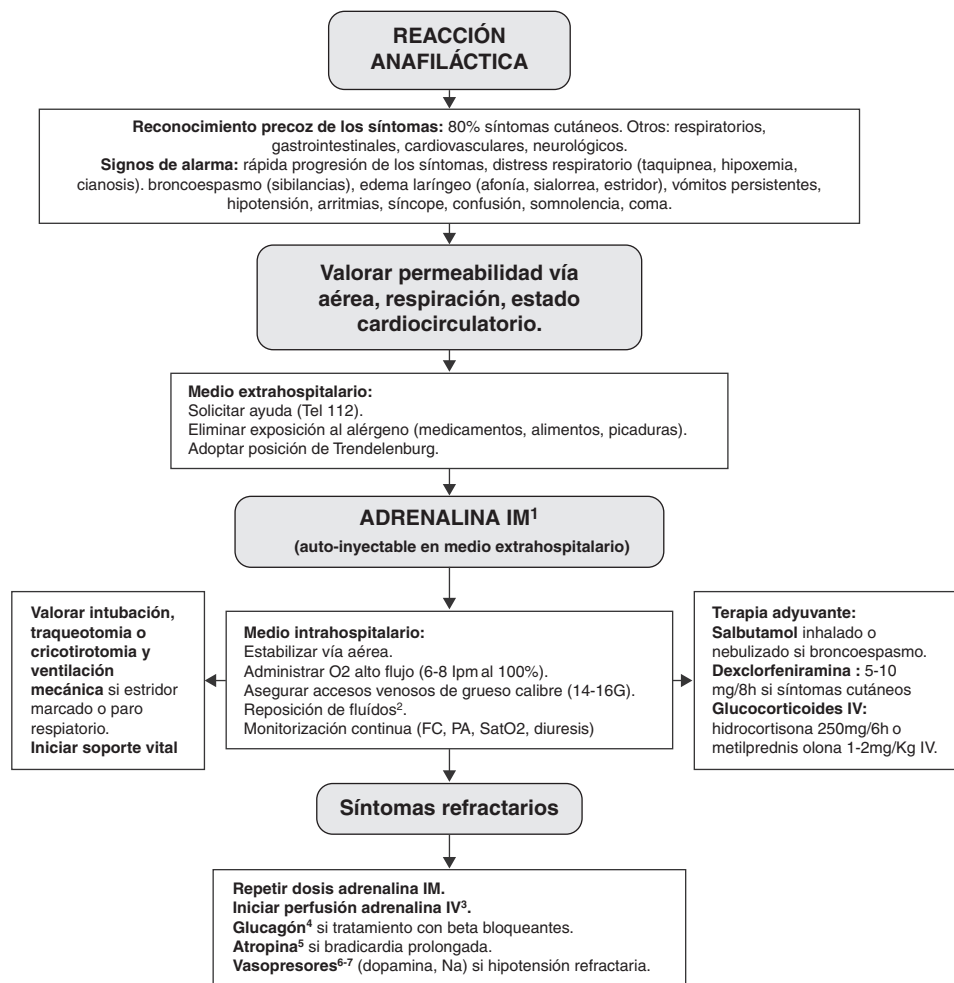 REACCIÓN
ANAFILÁCTICA
Reconocimiento precoz de los síntomas: 80% síntomas cutáneos. Otros: respiratorios,
gastrointestinales, cardiovasculares, neurológicos.
Signos de alarma: rápida progresión de los síntomas, distress respiratorio (taquipnea, hipoxemia,
cianosis). broncoespasmo (sibilancias), edema laríngeo (afonía, sialorrea, estridor), vómitos persistentes,
hipotensión, arritmias, síncope, confusión, somnolencia, coma.
Valorar permeabilidad vía
aérea, respiración, estado
cardiocirculatorio.
Medio extrahospitalario:
Solicitar ayuda (Tel 112).
Eliminar exposición al alérgeno (medicamentos, alimentos, picaduras).
Adoptar posición de Trendelenburg.
ADRENALINA IM¹
(auto-inyectable en medio extrahospitalario)
Valorar intubación,
traqueotomia o
cricotirotomia y
ventilación
mecánica si estridor
marcado o paro
respiatorio.
Iniciar soporte vital
Medio intrahospitalario:
Estabilizar vía aérea.
Administrar O2 alto flujo (6-8 lpm al 100%).
Asegurar accesos venosos de grueso calibre (14-16G).
Reposición de fluídos².
Monitorización continua (FC, PA, SatO2, diuresis)
Terapia adyuvante:
Salbutamol inhalado o
nebulizado si broncoespasmo.
Dexclorfeniramina : 5-10
mg/8h si síntomas cutáneos
Glucocorticoides IV:
hidrocortisona 250mg/6h o
metilprednis olona 1-2mg/Kg IV.
Síntomas refractarios
Repetir dosis adrenalina IM.
Iniciar perfusión adrenalina IV³.
Glucagón⁴ si tratamiento con beta bloqueantes.
Atropina⁵ si bradicardia prolongada.
Vasopresores⁶⁻⁷ (dopamina, Na) si hipotensión refractaria.